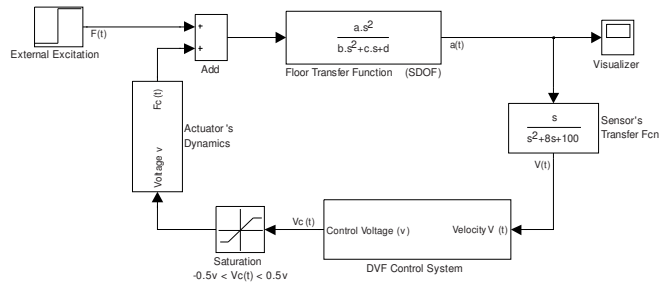 External Excitation
F(t)
+
+
Add
a.s²
b.s²+c.s+d
Floor Transfer Function (SDOF)
a(t)
Visualizer
s
s²+8s+100
Sensor's
Transfer Fcn
V(t)
Fc (t)
Voltage v
Actuator's
Dynamics
Saturation
-0.5v < Vc(t) < 0.5v
Vc (t)
Control Voltage (v)
Velocity V (t)
DVF Control System